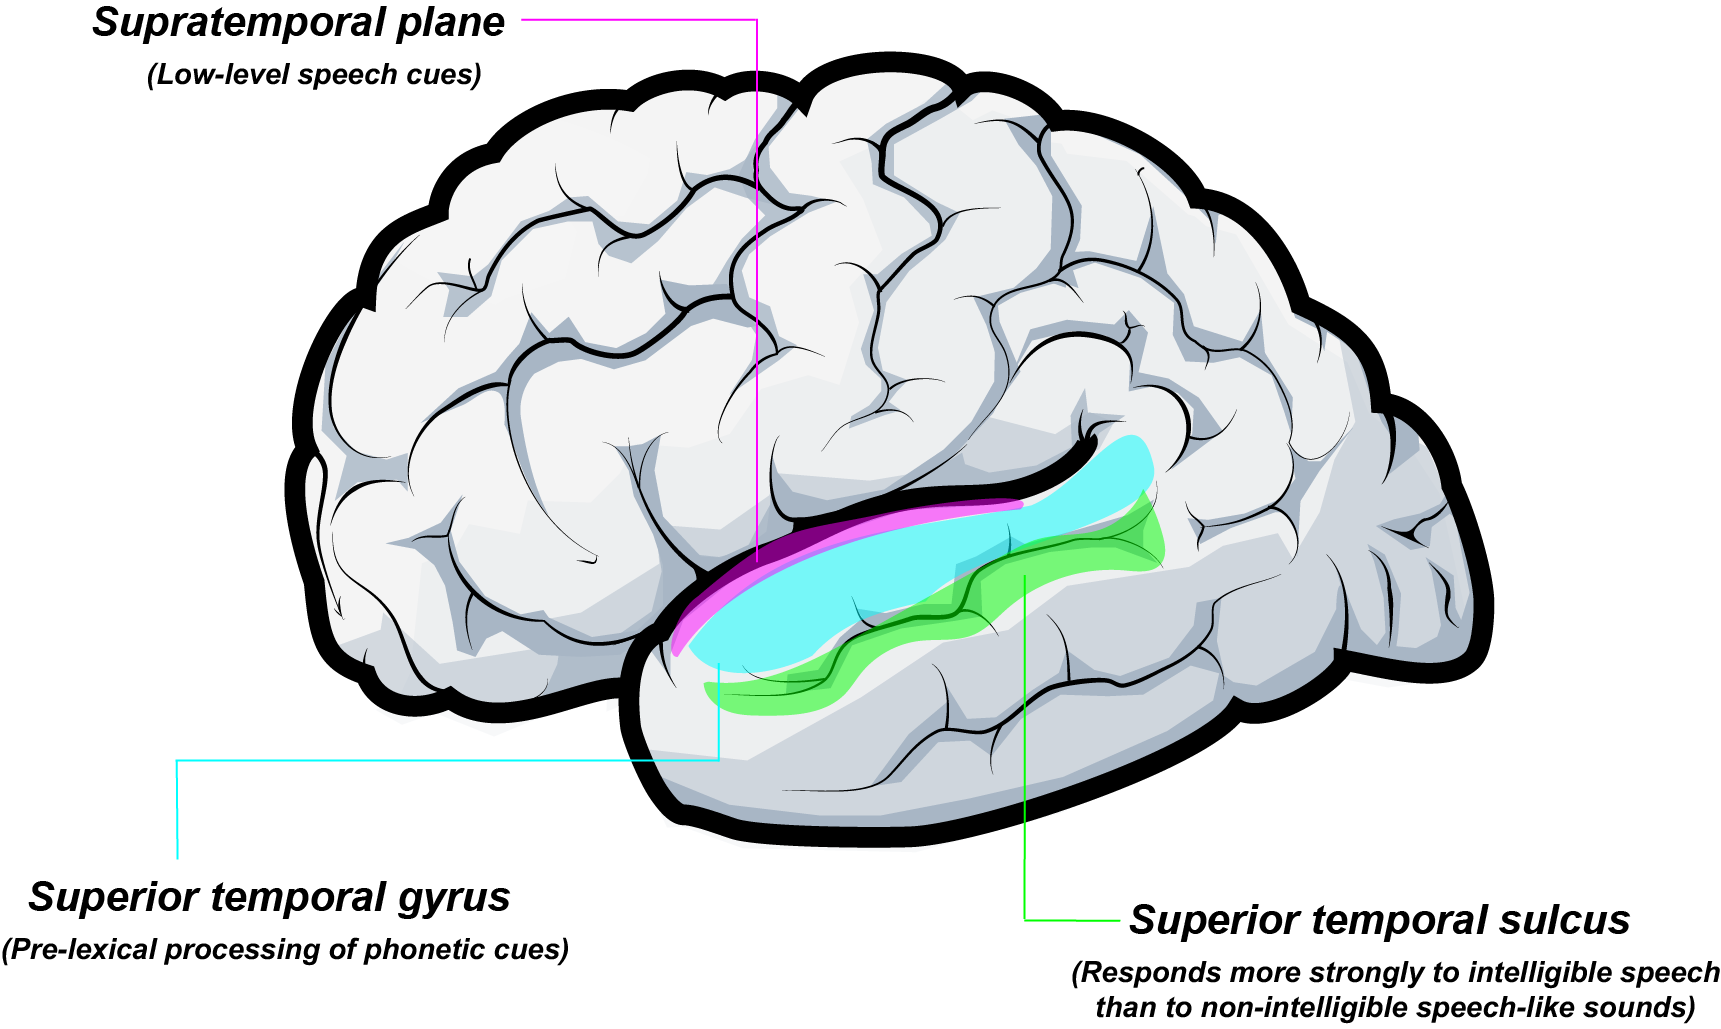 Supratemporal plane
(Low-level speech cues)
Superior temporal gyrus
(Pre-lexical processing of phonetic cues)
Superior temporal sulcus
(Responds more strongly to intelligible speech
than to non-intelligible speech-like sounds)